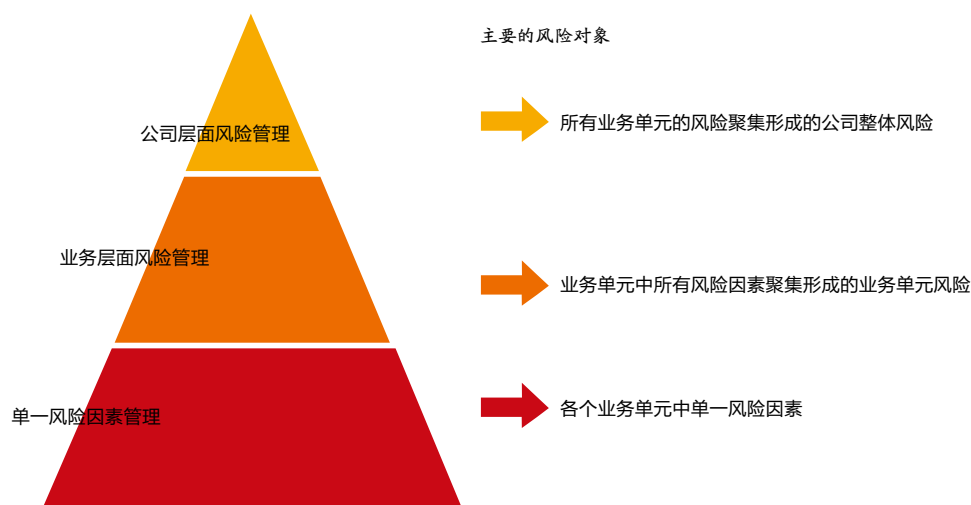 主要的风险对象
公司层面风险管理
所有业务单元的风险聚集形成的公司整体风险
业务层面风险管理
业务单元中所有风险因素聚集形成的业务单元风险
单一风险因素管理
各个业务单元中单一风险因素